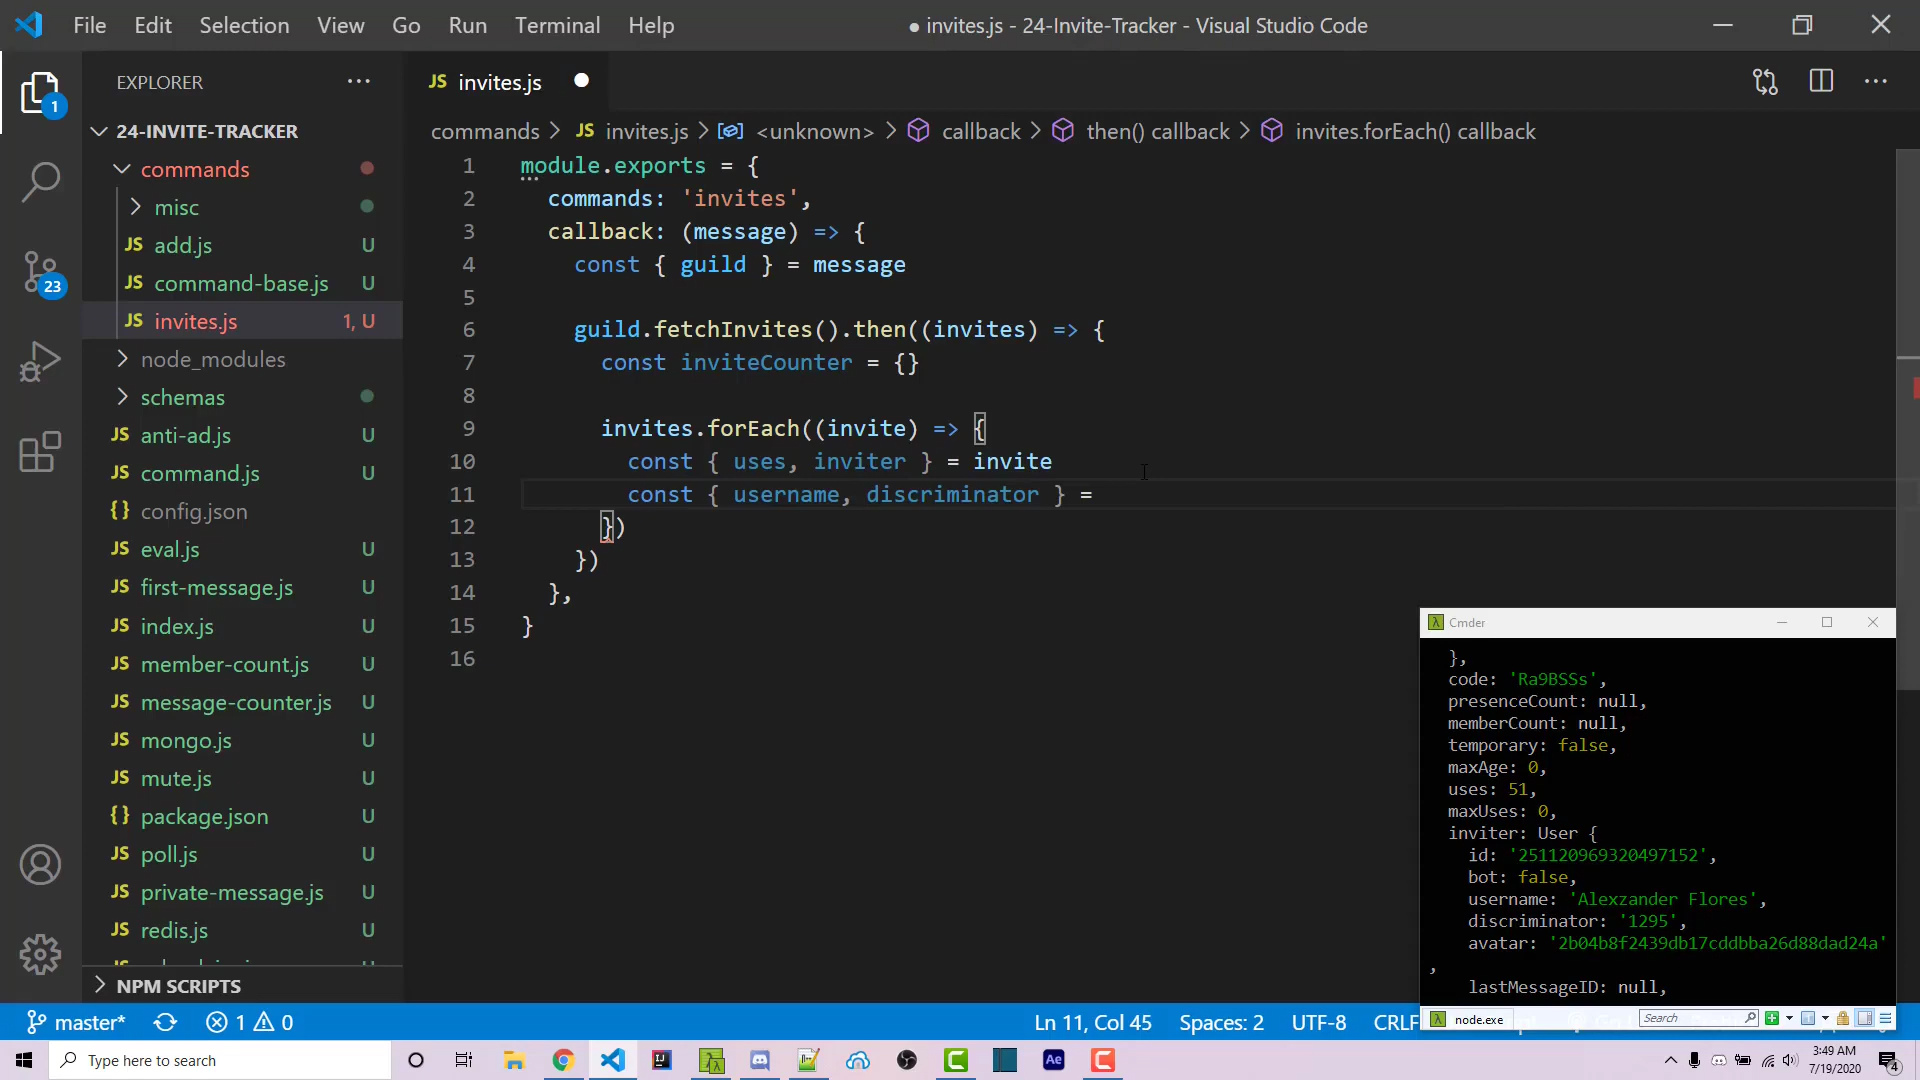 File Edit Selection View Go Run Terminal Help
● invites.js - 24-Invite-Tracker - Visual Studio Code
EXPLORER
JS invites.js
24-INVITE-TRACKER
commands > JS invites.js > <unknown> > callback > then() callback > invites.forEach() callback
commands
misc
JS add.js U
JS command-base.js U
JS invites.js 1, U
node_modules
schemas
JS anti-ad.js U
JS command.js U
{} config.json
JS eval.js U
JS first-message.js U
JS index.js U
JS member-count.js U
JS message-counter.js U
JS mongo.js U
JS mute.js U
{} package.json U
JS poll.js U
JS private-message.js U
JS redis.js U
NPM SCRIPTS
1
23
1 module.exports = {
2 commands: 'invites',
3 callback: (message) => {
4 const { guild } = message
5
6 guild.fetchInvites().then((invites) => {
7 const inviteCounter = {}
8
9 invites.forEach((invite) => {
10 const { uses, inviter } = invite
11 const { username, discriminator } =
12 })
13 })
14 },
15 }
16
λ Cmder
},
code: 'Ra9BSSs',
presenceCount: null,
memberCount: null,
temporary: false,
maxAge: 0,
uses: 51,
maxUses: 0,
inviter: User {
id: '251120969320497152',
bot: false,
username: 'Alexzander Flores',
discriminator: '1295',
avatar: '2b04b8f2439db17cddbba26d88dad24a'
,
lastMessageID: null,
λ node.exe Search
master* 1 0
Ln 11, Col 45 Spaces: 2 UTF-8 CRLF
Type here to search
Ae
3:49 AM
7/19/2020
4